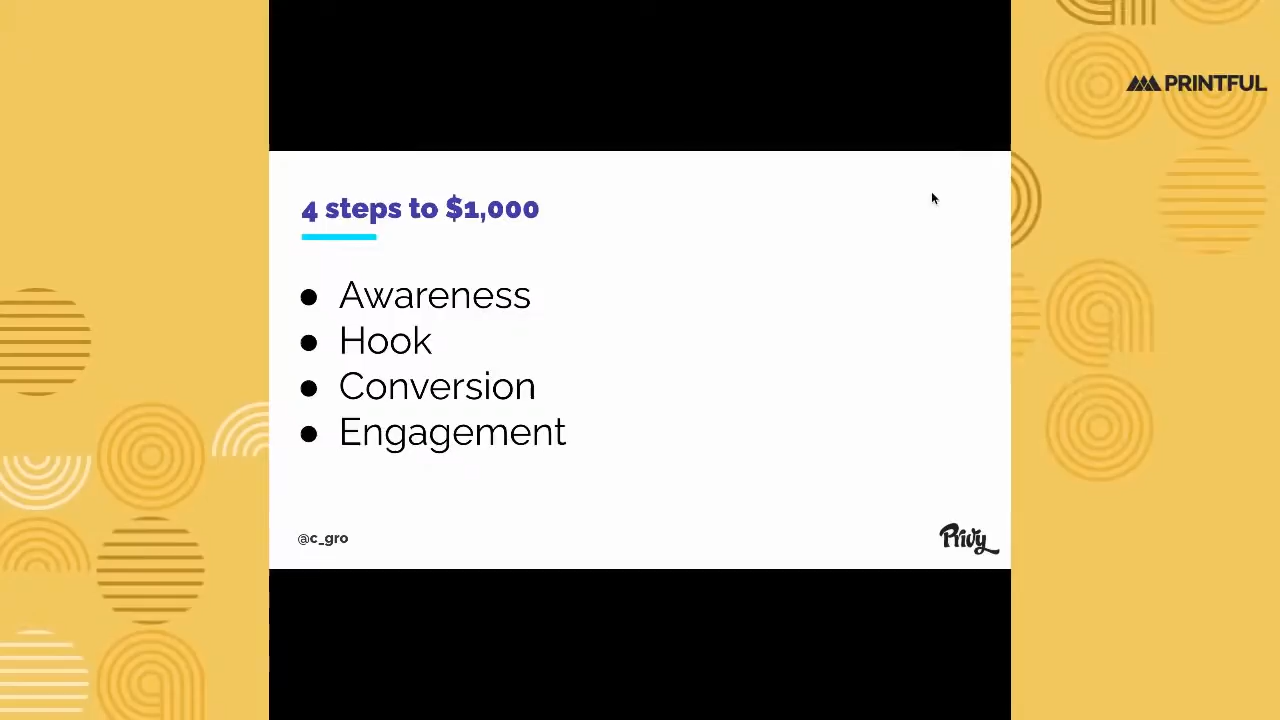 PRINTFUL
4 steps to $1,000
● Awareness
● Hook
● Conversion
● Engagement
@c_gro
Privy